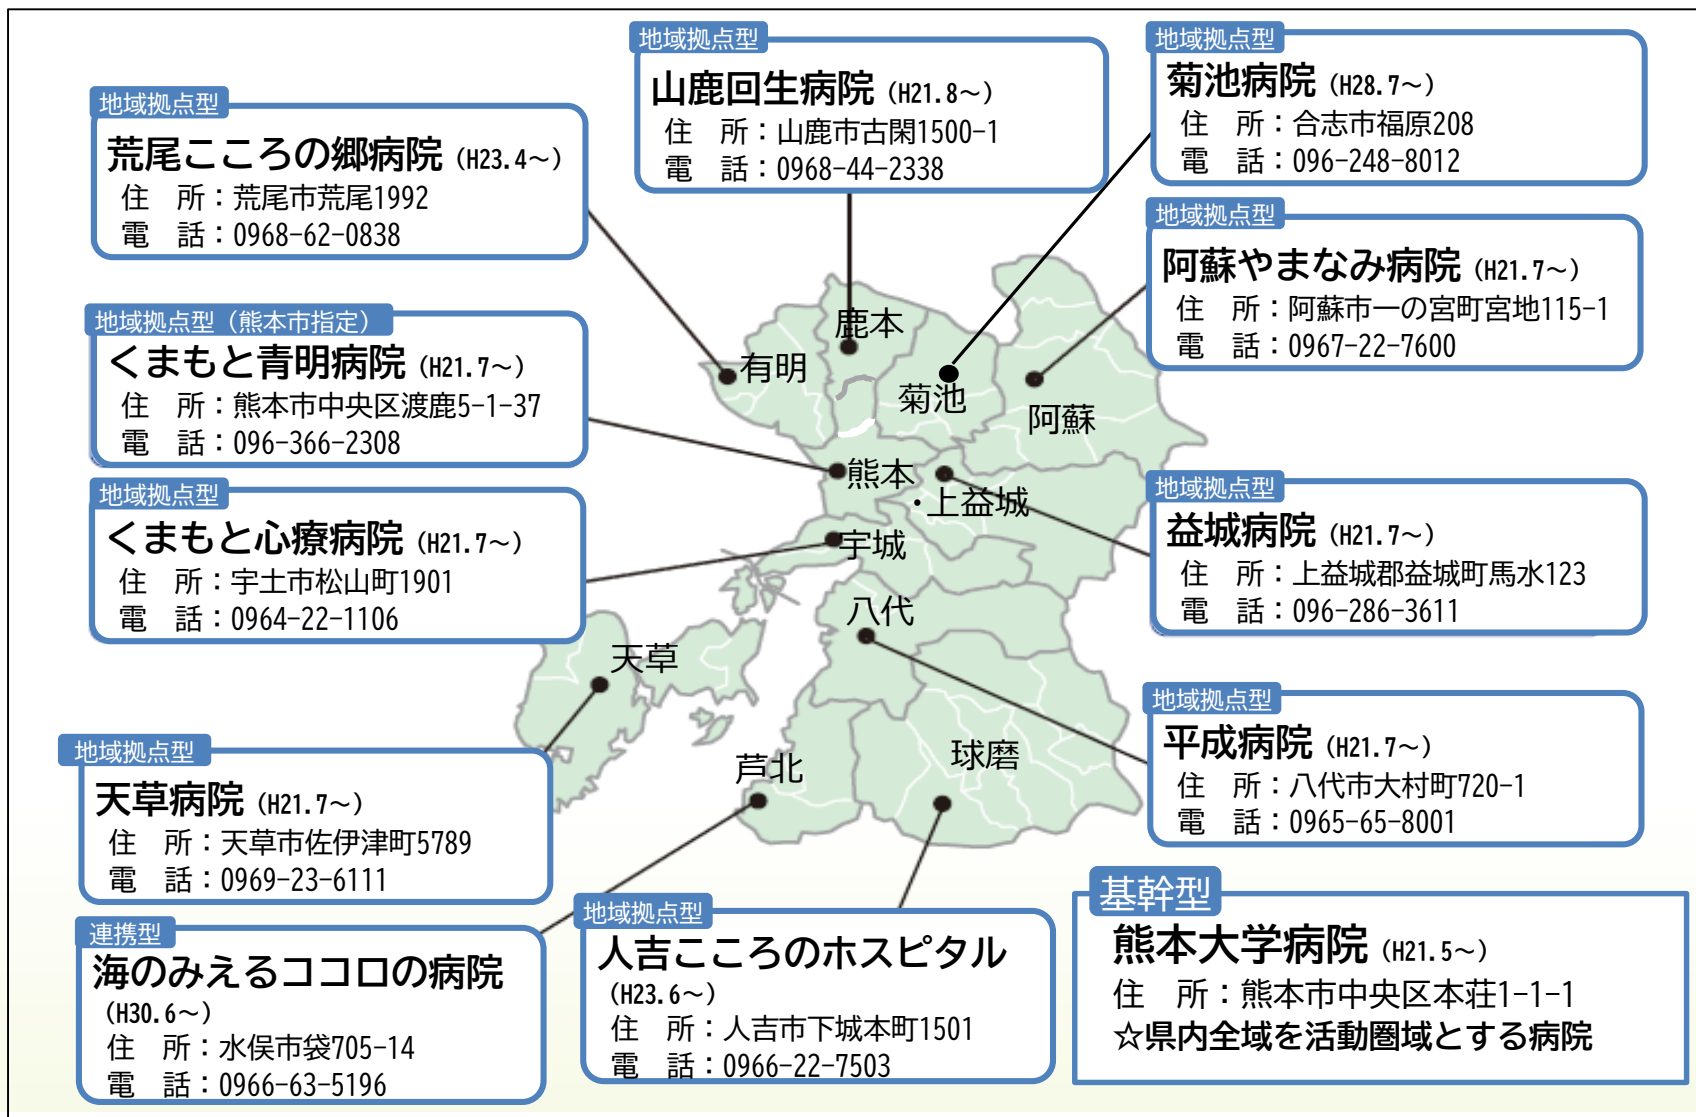 地域拠点型
荒尾こころの郷病院 (H23.4～)
住　所：荒尾市荒尾1992
電　話：0968-62-0838
地域拠点型
山鹿回生病院 (H21.8～)
住　所：山鹿市古閑1500-1
電　話：0968-44-2338
地域拠点型
菊池病院 (H28.7～)
住　所：合志市福原208
電　話：096-248-8012
地域拠点型
阿蘇やまなみ病院 (H21.7～)
住　所：阿蘇市一の宮町宮地115-1
電　話：0967-22-7600
地域拠点型（熊本市指定）
くまもと青明病院 (H21.7～)
住　所：熊本市中央区渡鹿5-1-37
電　話：096-366-2308
地域拠点型
くまもと心療病院 (H21.7～)
住　所：宇土市松山町1901
電　話：0964-22-1106
鹿本
有明
菊池
阿蘇
熊本
・上益城
宇城
八代
天草
芦北
球磨
地域拠点型
益城病院 (H21.7～)
住　所：上益城郡益城町馬水123
電　話：096-286-3611
地域拠点型
平成病院 (H21.7～)
住　所：八代市大村町720-1
電　話：0965-65-8001
地域拠点型
天草病院 (H21.7～)
住　所：天草市佐伊津町5789
電　話：0969-23-6111
連携型
海のみえるココロの病院
(H30.6～)
住　所：水俣市袋705-14
電　話：0966-63-5196
地域拠点型
人吉こころのホスピタル
(H23.6～)
住　所：人吉市下城本町1501
電　話：0966-22-7503
基幹型
熊本大学病院 (H21.5～)
住　所：熊本市中央区本荘1-1-1
☆県内全域を活動圏域とする病院